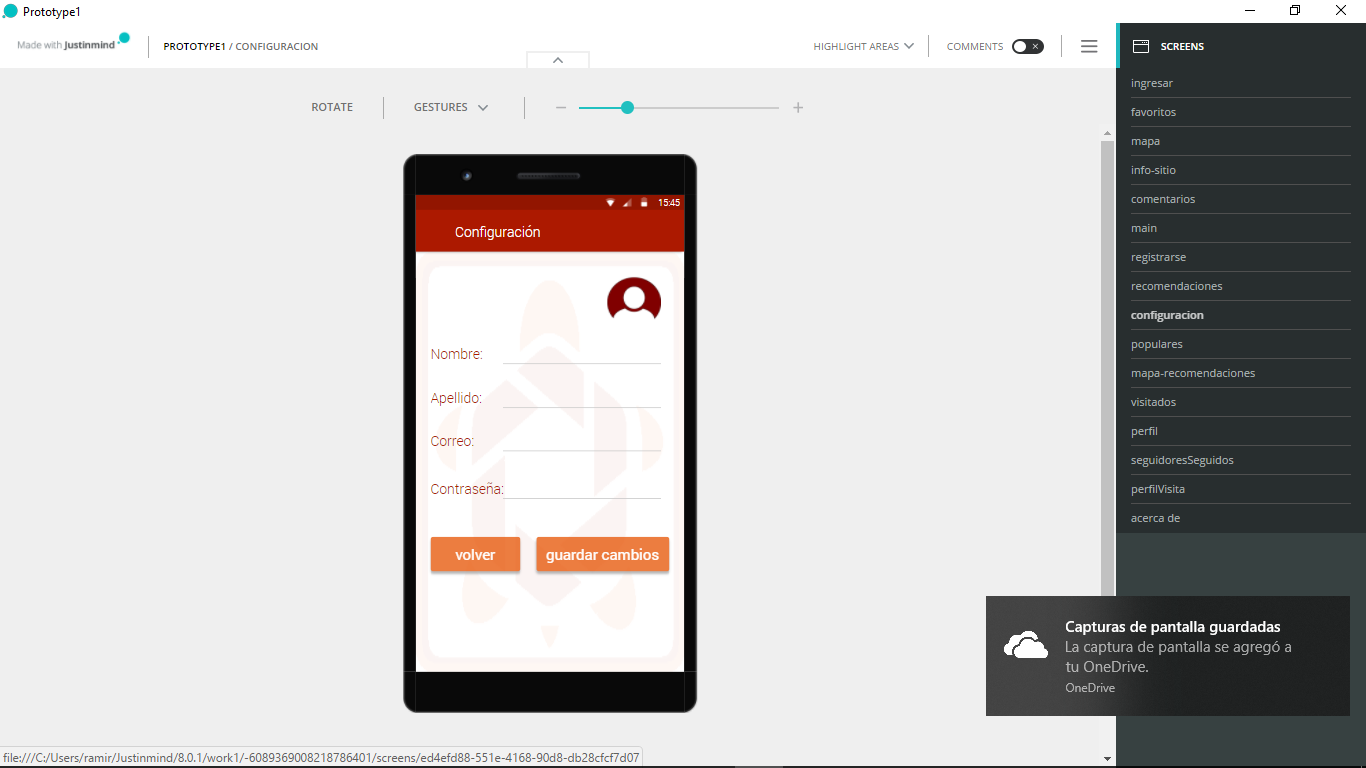 Prototype1
Made with Justinmind
PROTOTYPE1 / CONFIGURACION
HIGHLIGHT AREAS
COMMENTS
SCREENS
ROTATE
GESTURES
15:45
Configuración
Nombre:
Apellido:
Correo:
Contraseña:
volver
guardar cambios
ingresar
favoritos
mapa
info-sitio
comentarios
main
registrarse
recomendaciones
configuracion
populares
mapa-recomendaciones
visitados
perfil
seguidoresSeguidos
perfilVisita
acerca de
Capturas de pantalla guardadas
La captura de pantalla se agregó a
tu OneDrive.
OneDrive
file:///C:/Users/ramir/Justinmind/8.0.1/work1/-6089369008218786401/screens/ed4efd88-551e-4168-90d8-db28cfcf7d07